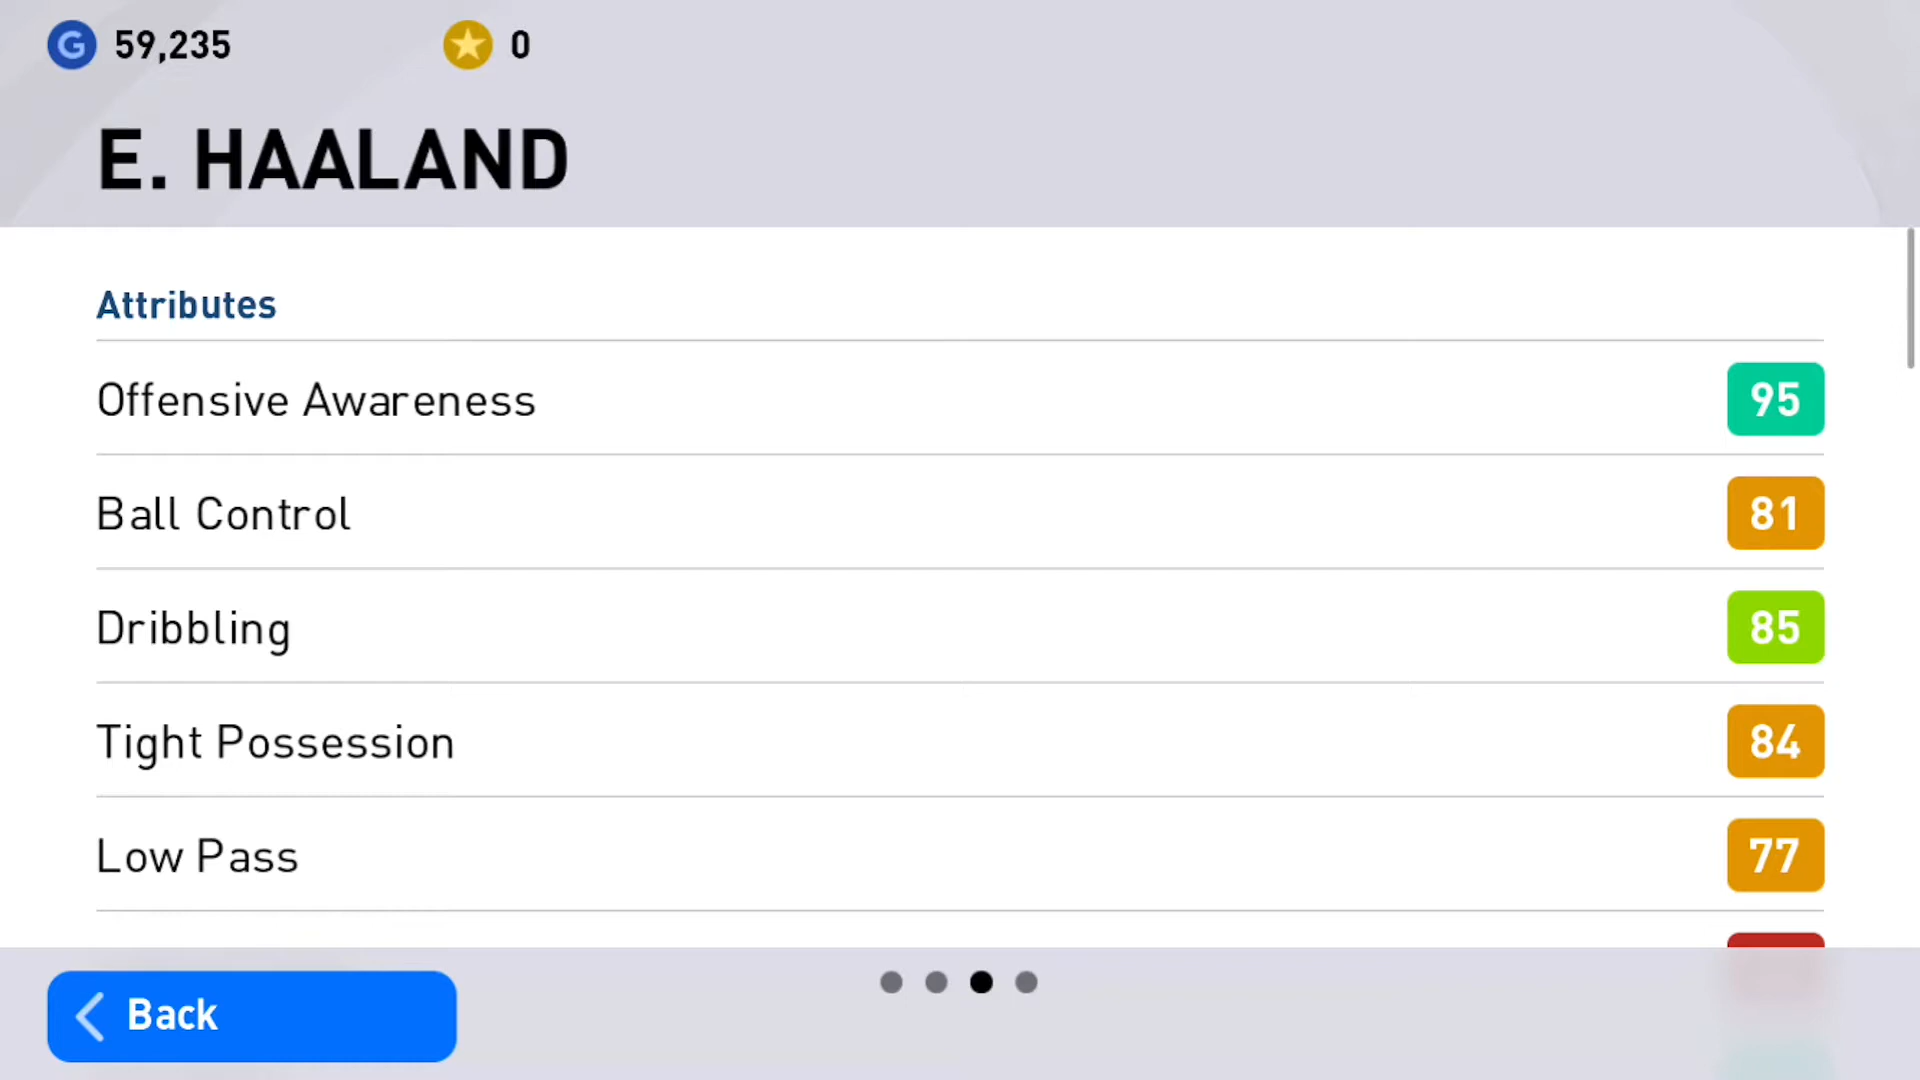 G 59,235 0
E. HAALAND
Attributes
Offensive Awareness 95
Ball Control 81
Dribbling 85
Tight Possession 84
Low Pass 77
Back